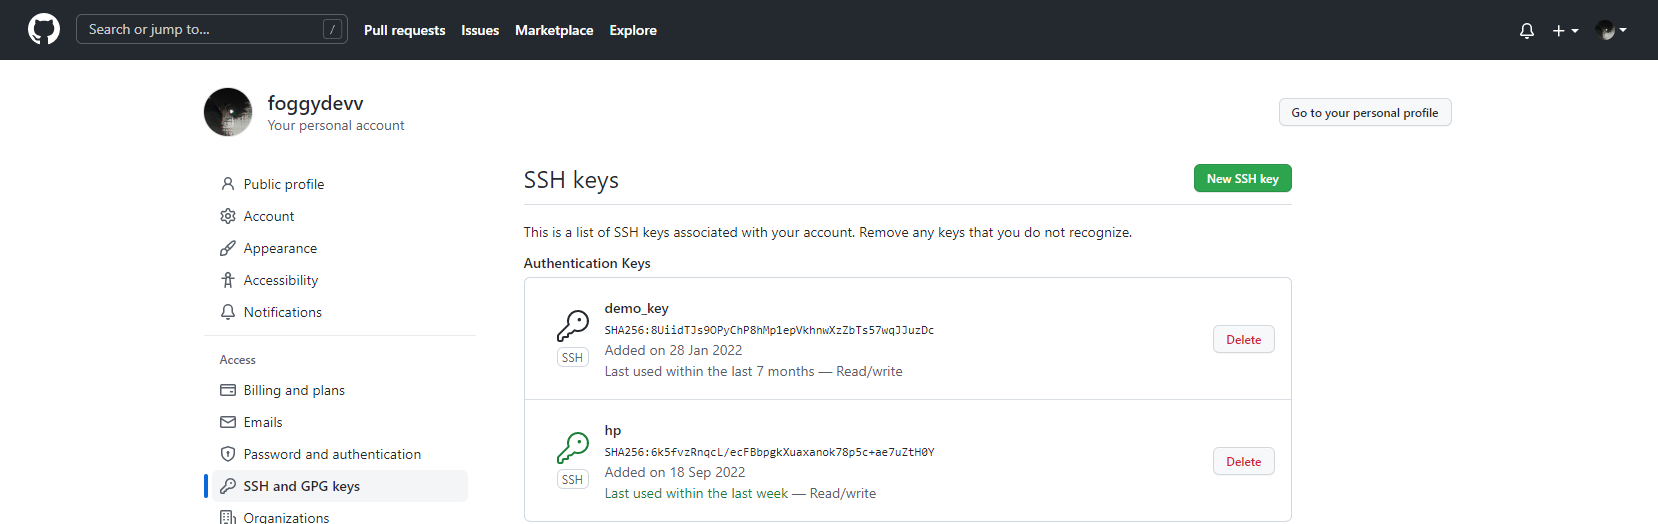 Search or jump to... /
Pull requests Issues Marketplace Explore
foggydevv
Your personal account
Go to your personal profile
Public profile
Account
Appearance
Accessibility
Notifications
Access
Billing and plans
Emails
Password and authentication
SSH and GPG keys
Organizations
SSH keys
New SSH key
This is a list of SSH keys associated with your account. Remove any keys that you do not recognize.
Authentication Keys
demo_key
SHA256:8UiidTJs9OPyChP8hMp1epVkhnwXzZbTs57wqJJuzDc
SSH
Added on 28 Jan 2022
Last used within the last 7 months — Read/write
Delete
hp
SHA256:6k5fvzRnqcL/ecFBbpgkXuaxanok78p5c+ae7uZtH0Y
SSH
Added on 18 Sep 2022
Last used within the last week — Read/write
Delete